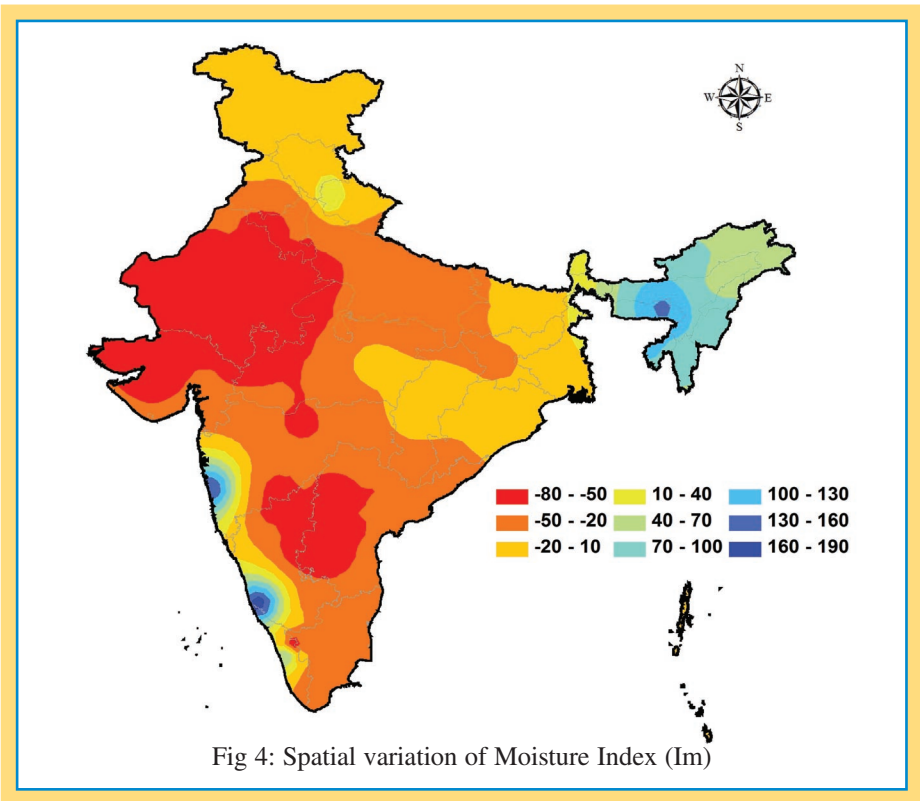 N
W E
S
-80 - -50 10 - 40 100 - 130
-50 - -20 40 - 70 130 - 160
-20 - 10 70 - 100 160 - 190
Fig 4: Spatial variation of Moisture Index (Im)